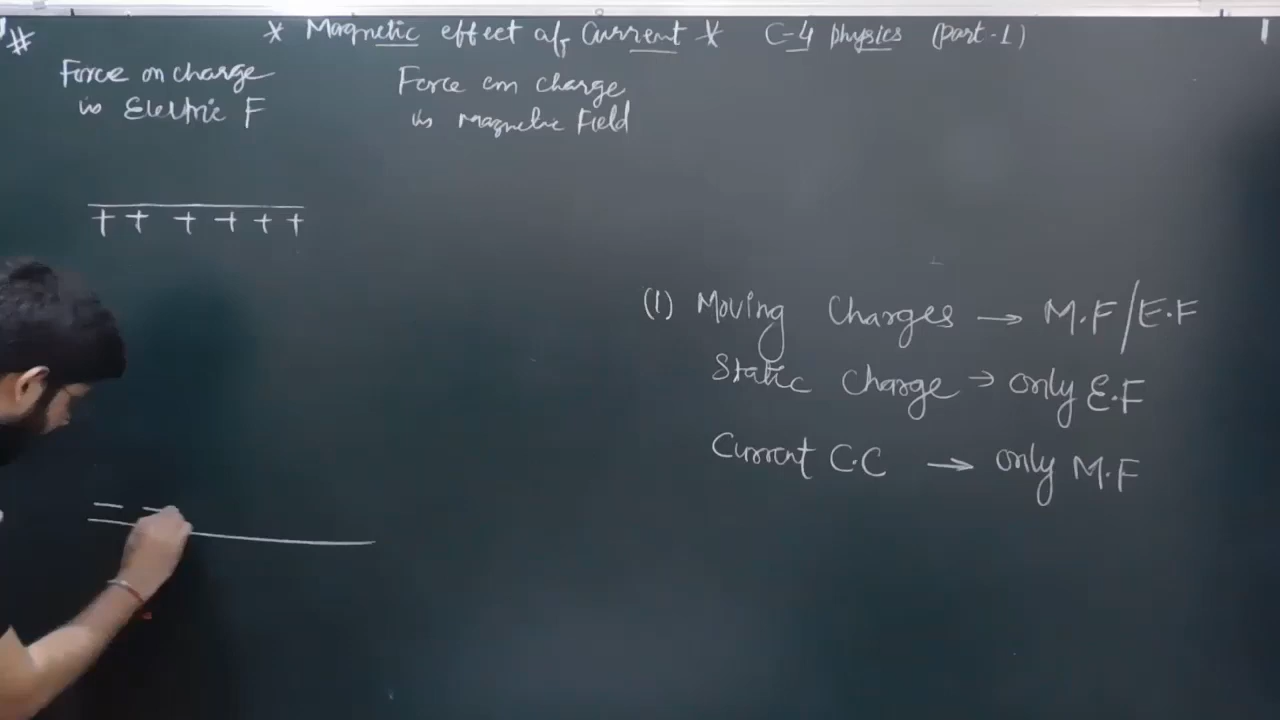 # * Magnetic effect of Current * C-4 physics (part-1)
Force on charge
in Electric F
Force on charge
in magnetic Field
+ + + + + +
(1) Moving Charges → M.F/E.F
Static Charge → only E.F
Current C.C → only M.F